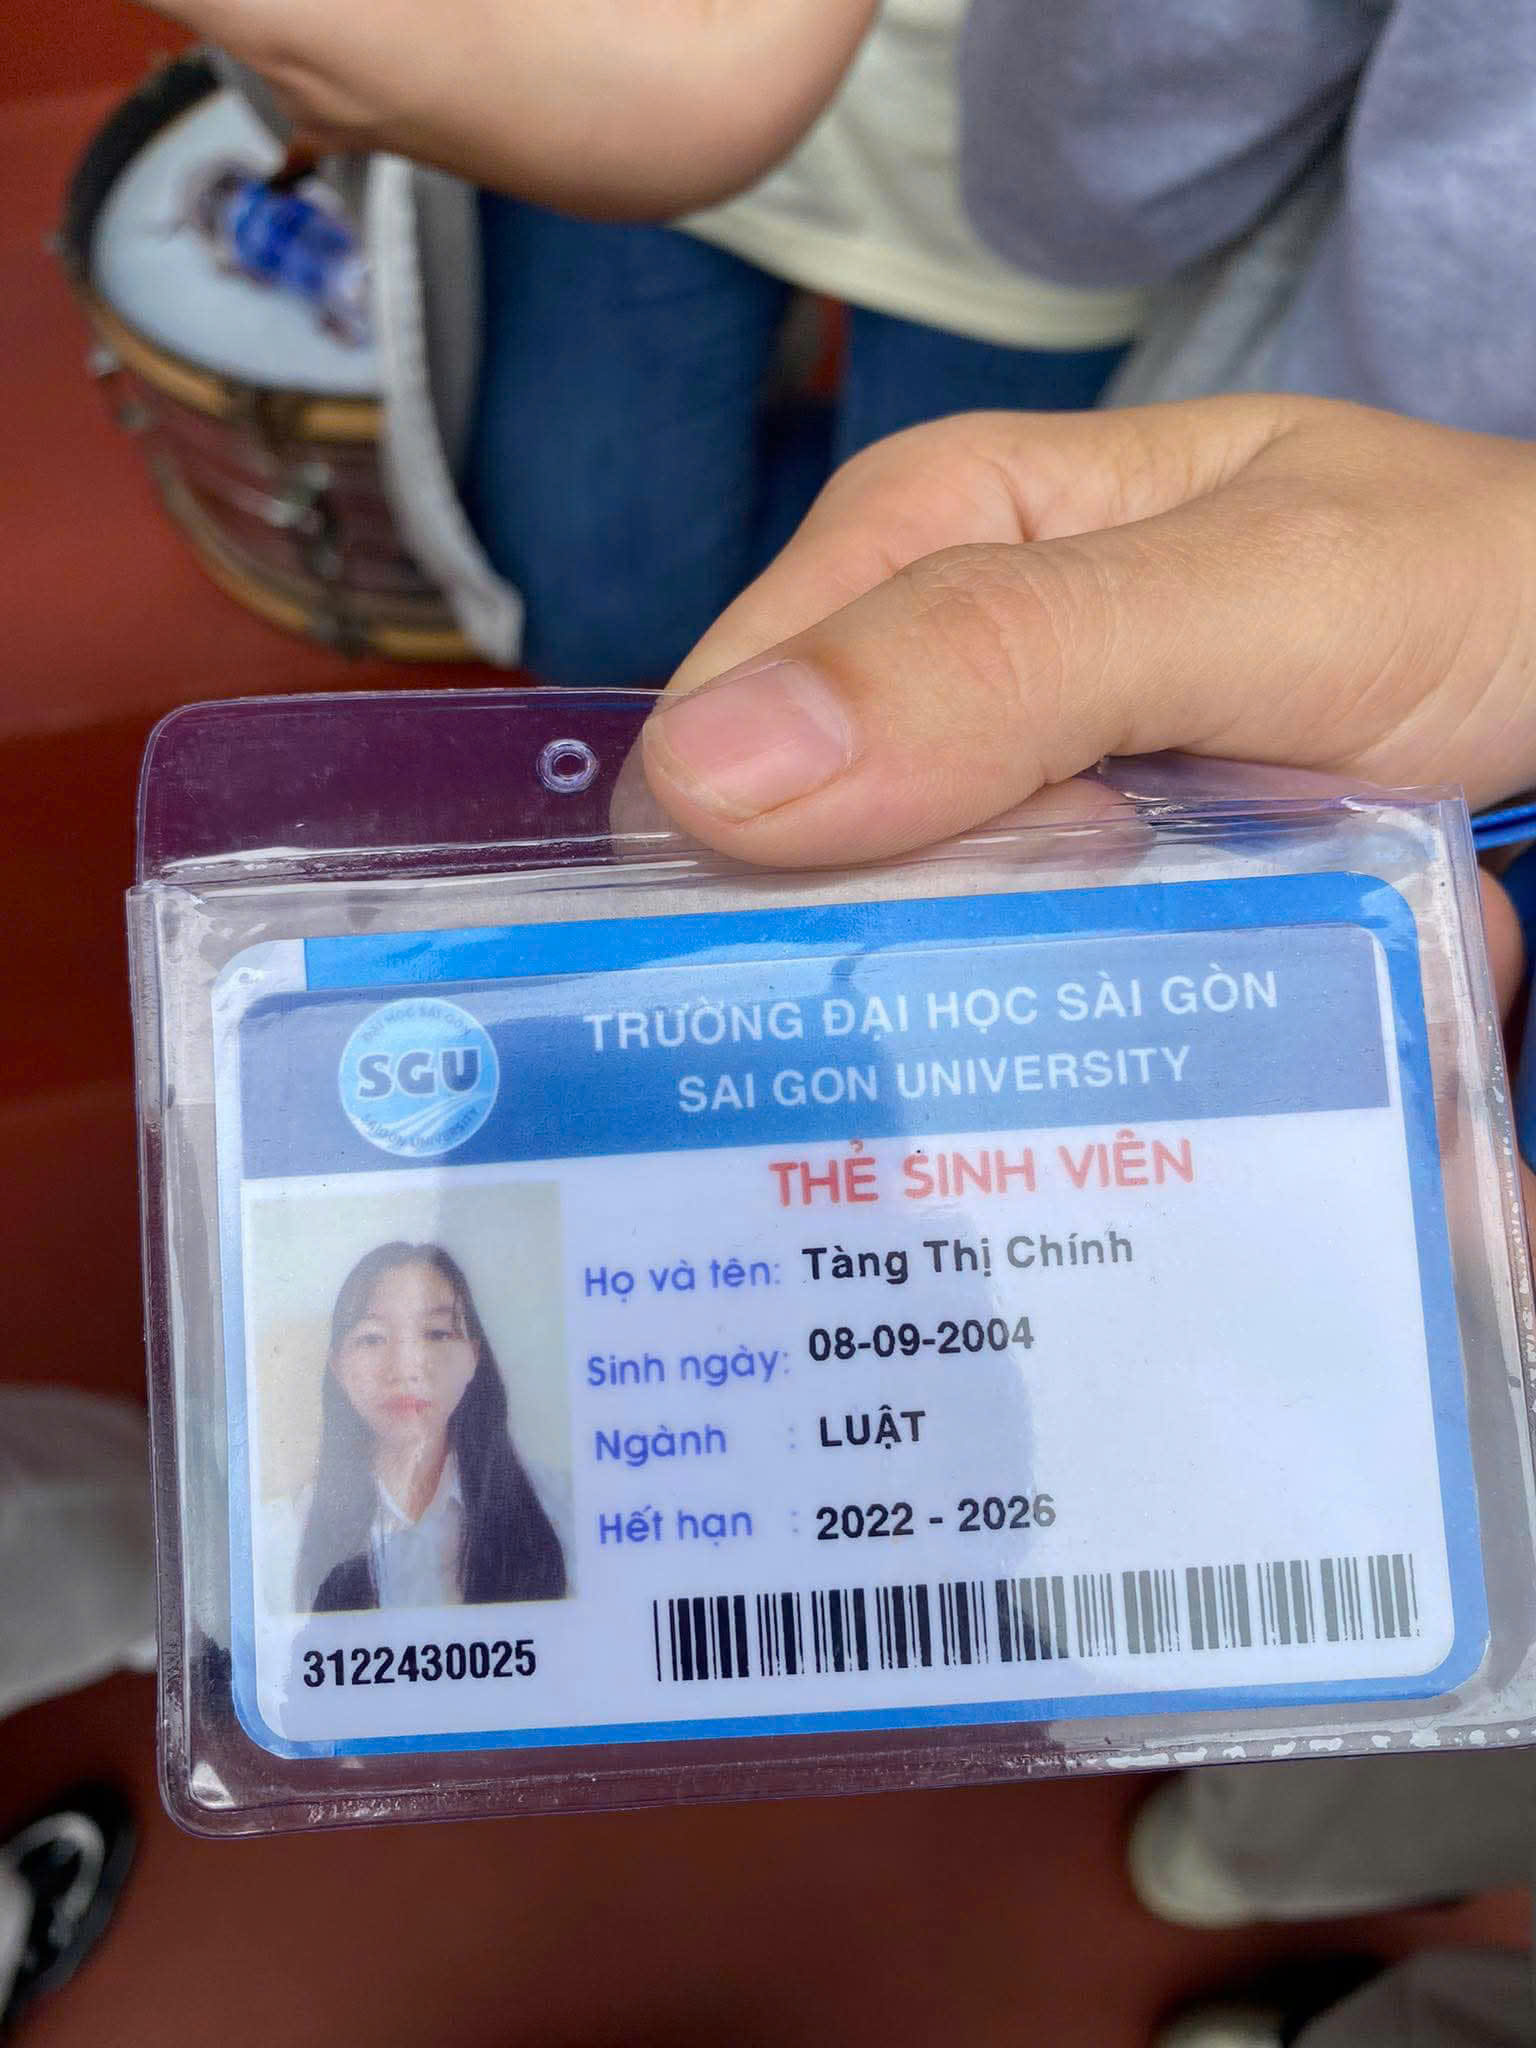 ĐẠI HỌC SÀI GÒN
SGU
SAIGON UNIVERSITY
TRƯỜNG ĐẠI HỌC SÀI GÒN
SAI GON UNIVERSITY
THẺ SINH VIÊN
Họ và tên: Tàng Thị Chính
Sinh ngày: 08-09-2004
Ngành : LUẬT
Hết hạn : 2022 - 2026
3122430025